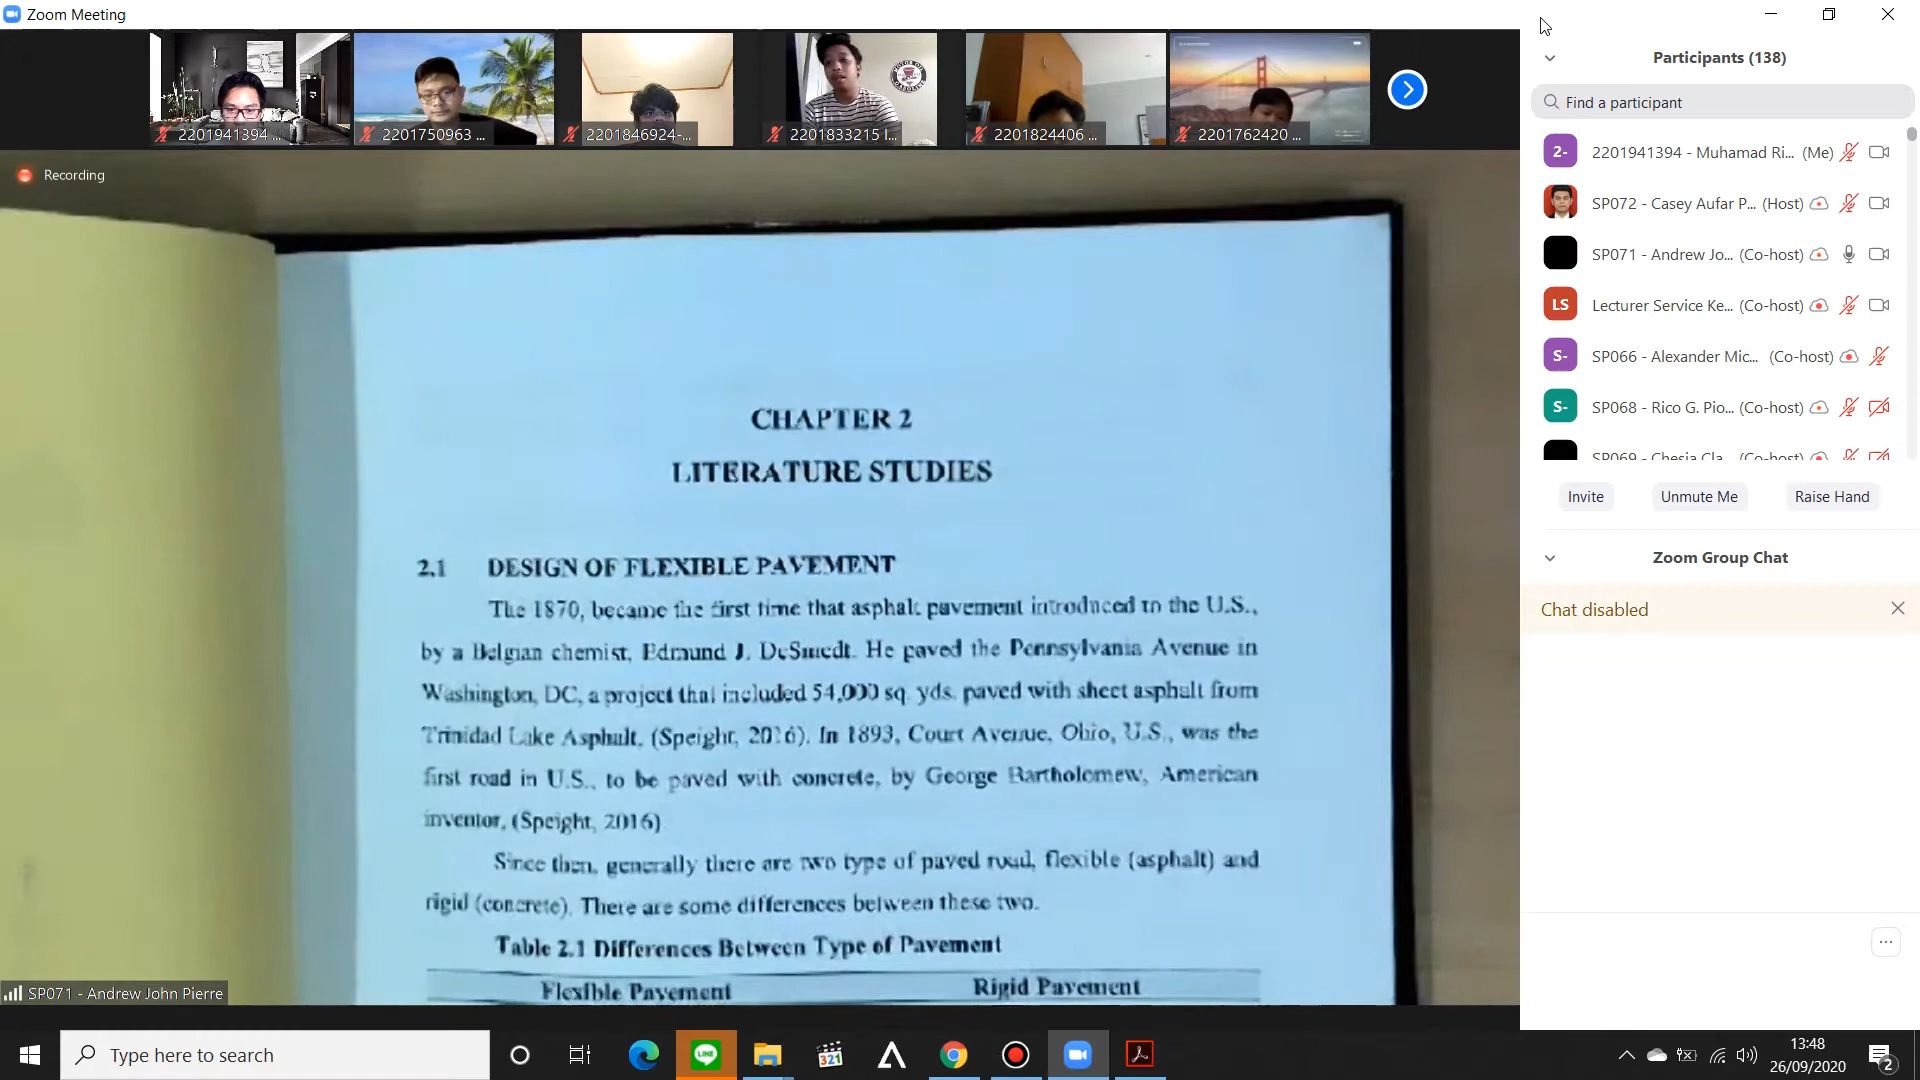 Zoom Meeting
2201941394 ...
2201750963 ...
2201846924-...
2201833215 I...
2201824406 ...
2201762420 ...
Recording
CHAPTER 2
LITERATURE STUDIES
2.1 DESIGN OF FLEXIBLE PAVEMENT
The 1870, became the first time that asphalt pavement introduced to the U.S.,
by a Belgian chemist, Edmund J. DeSmedt. He paved the Pennsylvania Avenue in
Washington, DC, a project that included 54,000 sq. yds. paved with sheet asphalt from
Trinidad Lake Asphalt, (Speight, 2016). In 1893, Court Avenue, Ohio, U.S., was the
first road in U.S., to be paved with concrete, by George Bartholomew, American
inventor, (Speight, 2016)
Since then, generally there are two type of paved road, flexible (asphalt) and
rigid (concrete). There are some differences between these two.
Table 2.1 Differences Between Type of Pavement
Flexible Pavement Rigid Pavement
SP071 - Andrew John Pierre
Participants (138)
Find a participant
2- 2201941394 - Muhamad Ri... (Me)
SP072 - Casey Aufar P... (Host)
SP071 - Andrew Jo... (Co-host)
LS Lecturer Service Ke... (Co-host)
S- SP066 - Alexander Mic... (Co-host)
S- SP068 - Rico G. Pio... (Co-host)
SP069 - Chesia Cla... (Co-host)
Invite Unmute Me Raise Hand
Zoom Group Chat
Chat disabled
Type here to search
LINE
321
13:48
26/09/2020
2